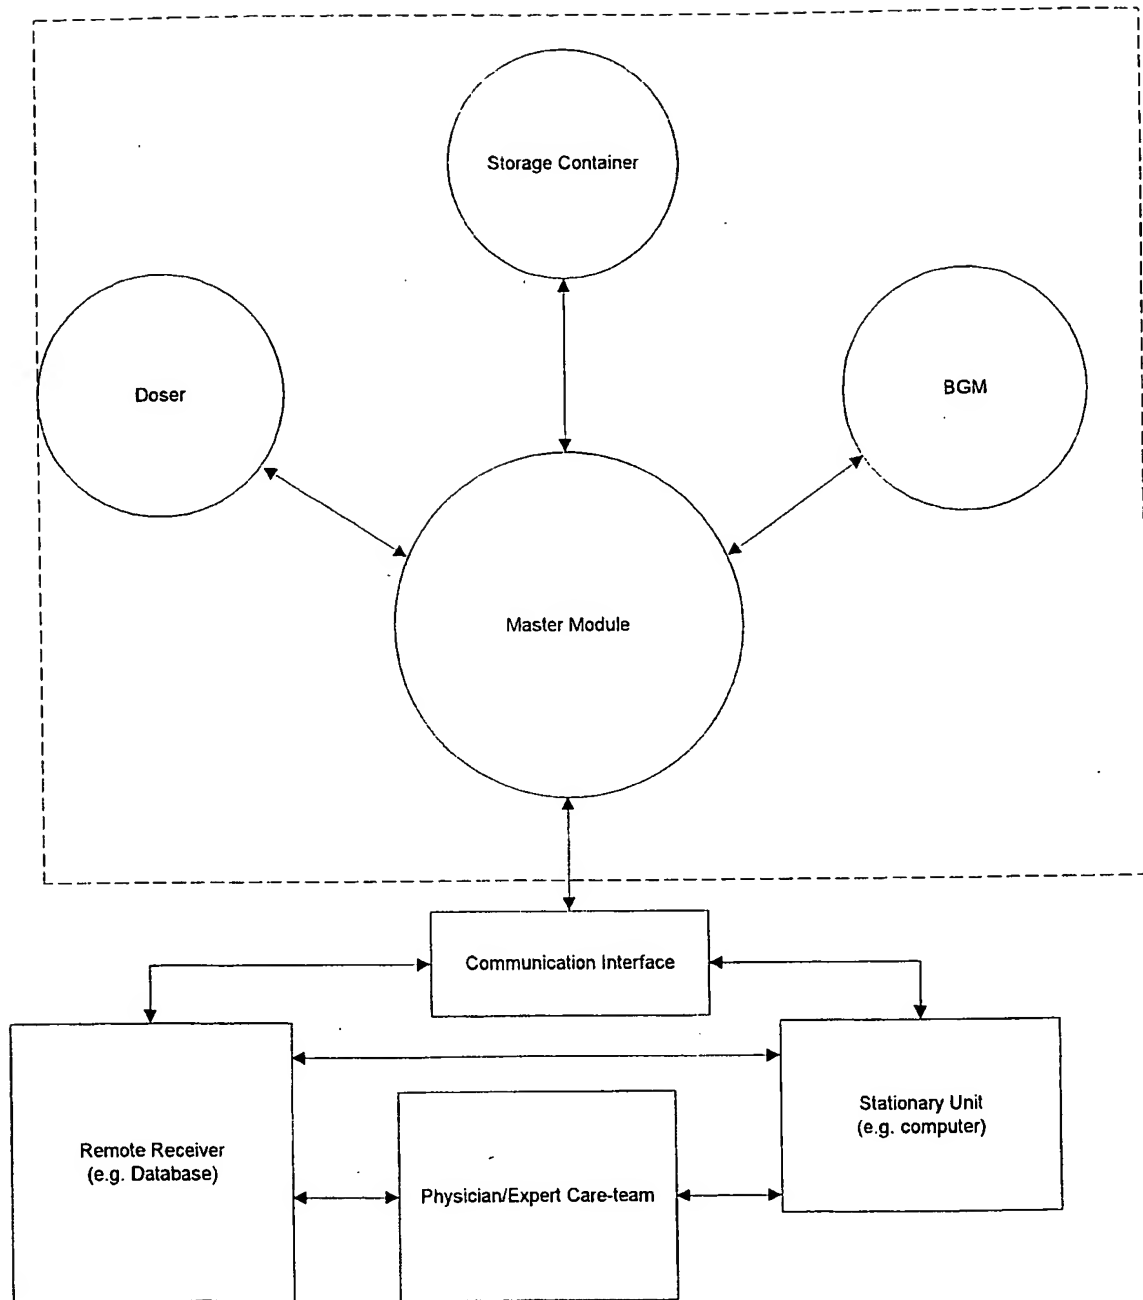 Storage Container
Doser
BGM
Master Module
Communication Interface
Stationary Unit
(e.g. computer)
Remote Receiver
(e.g. Database)
Physician/Expert Care-team